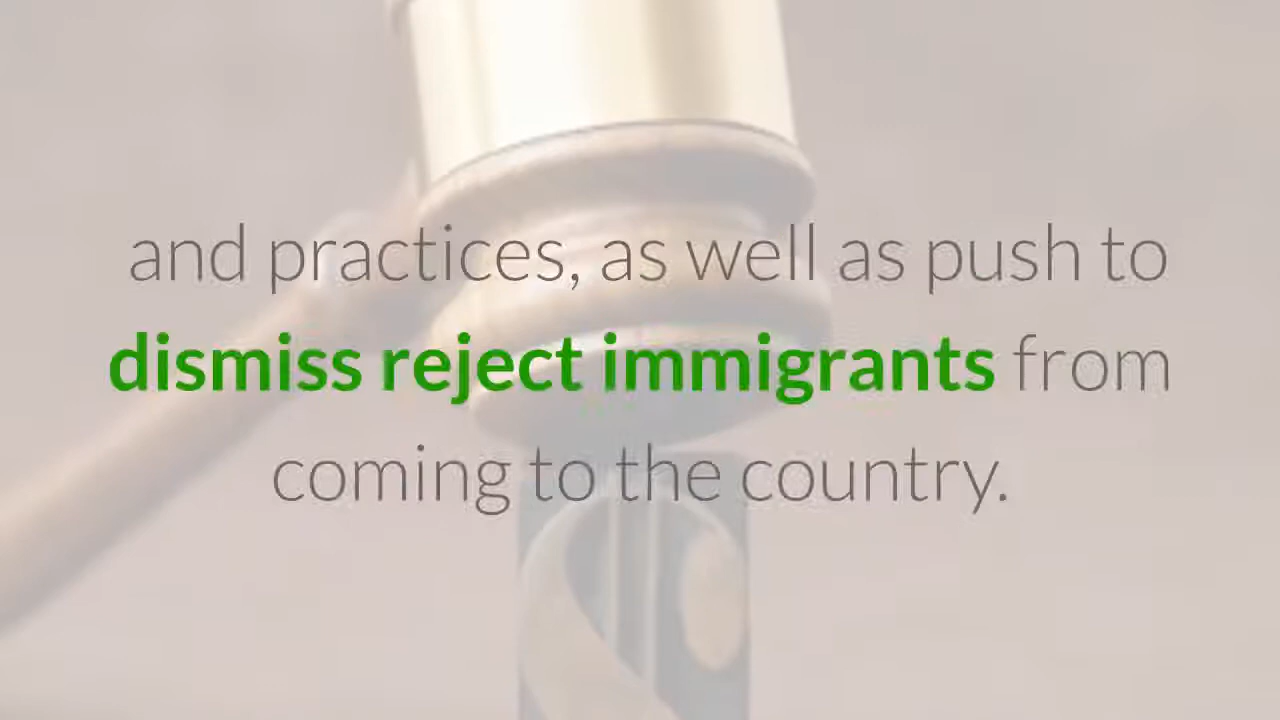 and practices, as well as push to
dismiss reject immigrants from
coming to the country.